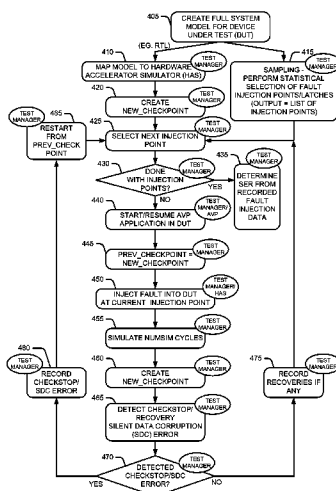 405
CREATE FULL SYSTEM
MODEL FOR DEVICE
UNDER TEST (DUT)
(EG. RTL)
410
TEST
MANAGER
MAP MODEL TO HARDWARE
ACCELERATOR SIMULATOR (HAS)
415
TEST
MANAGER
SAMPLING -
PERFORM STATISTICAL
SELECTION OF FAULT
INJECTION POINTS/LATCHES
(OUTPUT = LIST OF
INJECTION POINTS)
420
TEST
MANAGER
CREATE
NEW_CHECKPOINT
425
TEST
MANAGER
SELECT NEXT INJECTION
POINT
TEST
MANAGER
485
RESTART
FROM
PREV_CHECK
POINT
430
TEST
MANAGER
DONE
WITH INJECTION
POINTS?
YES
NO
435
TEST
MANAGER
DETERMINE
SER FROM
RECORDED
FAULT
INJECTION
DATA
440
TEST
MANAGER/
AVP
START/RESUME AVP
APPLICATION IN DUT
445
TEST
MANAGER
PREV_CHECKPOINT =
NEW_CHECKPOINT
450
TEST
MANAGER/
HAS
INJECT FAULT INTO DUT
AT CURRENT INJECTION POINT
455
TEST
MANAGER
SIMULATE NUMSIM CYCLES
460
TEST
MANAGER
CREATE
NEW_CHECKPOINT
465
TEST
MANAGER
DETECT CHECKSTOP/
RECOVERY
SILENT DATA CORRUPTION
(SDC) ERROR
470
TEST
MANAGER
DETECTED
CHECKSTOP/SDC
ERROR?
YES
NO
475
TEST
MANAGER
RECORD
RECOVERIES IF
ANY
480
TEST
MANAGER
RECORD
CHECKSTOP/
SDC ERROR